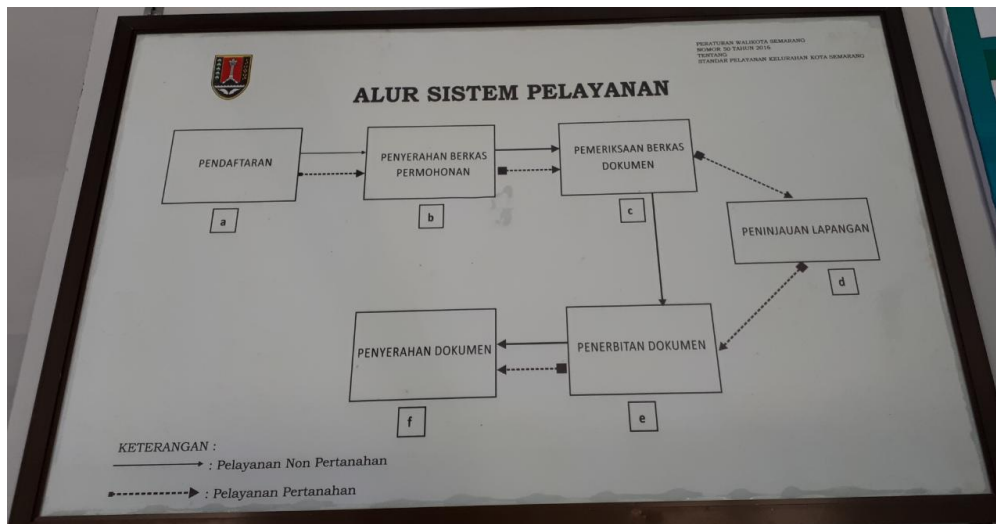 PERATURAN WALIKOTA SEMARANG
NOMOR 50 TAHUN 2016
TENTANG
STANDAR PELAYANAN KELURAHAN KOTA SEMARANG
ALUR SISTEM PELAYANAN
PENDAFTARAN
a
PENYERAHAN BERKAS
PERMOHONAN
b
PEMERIKSAAN BERKAS
DOKUMEN
c
PENINJAUAN LAPANGAN
d
PENYERAHAN DOKUMEN
f
PENERBITAN DOKUMEN
e
KETERANGAN :
: Pelayanan Non Pertanahan
: Pelayanan Pertanahan